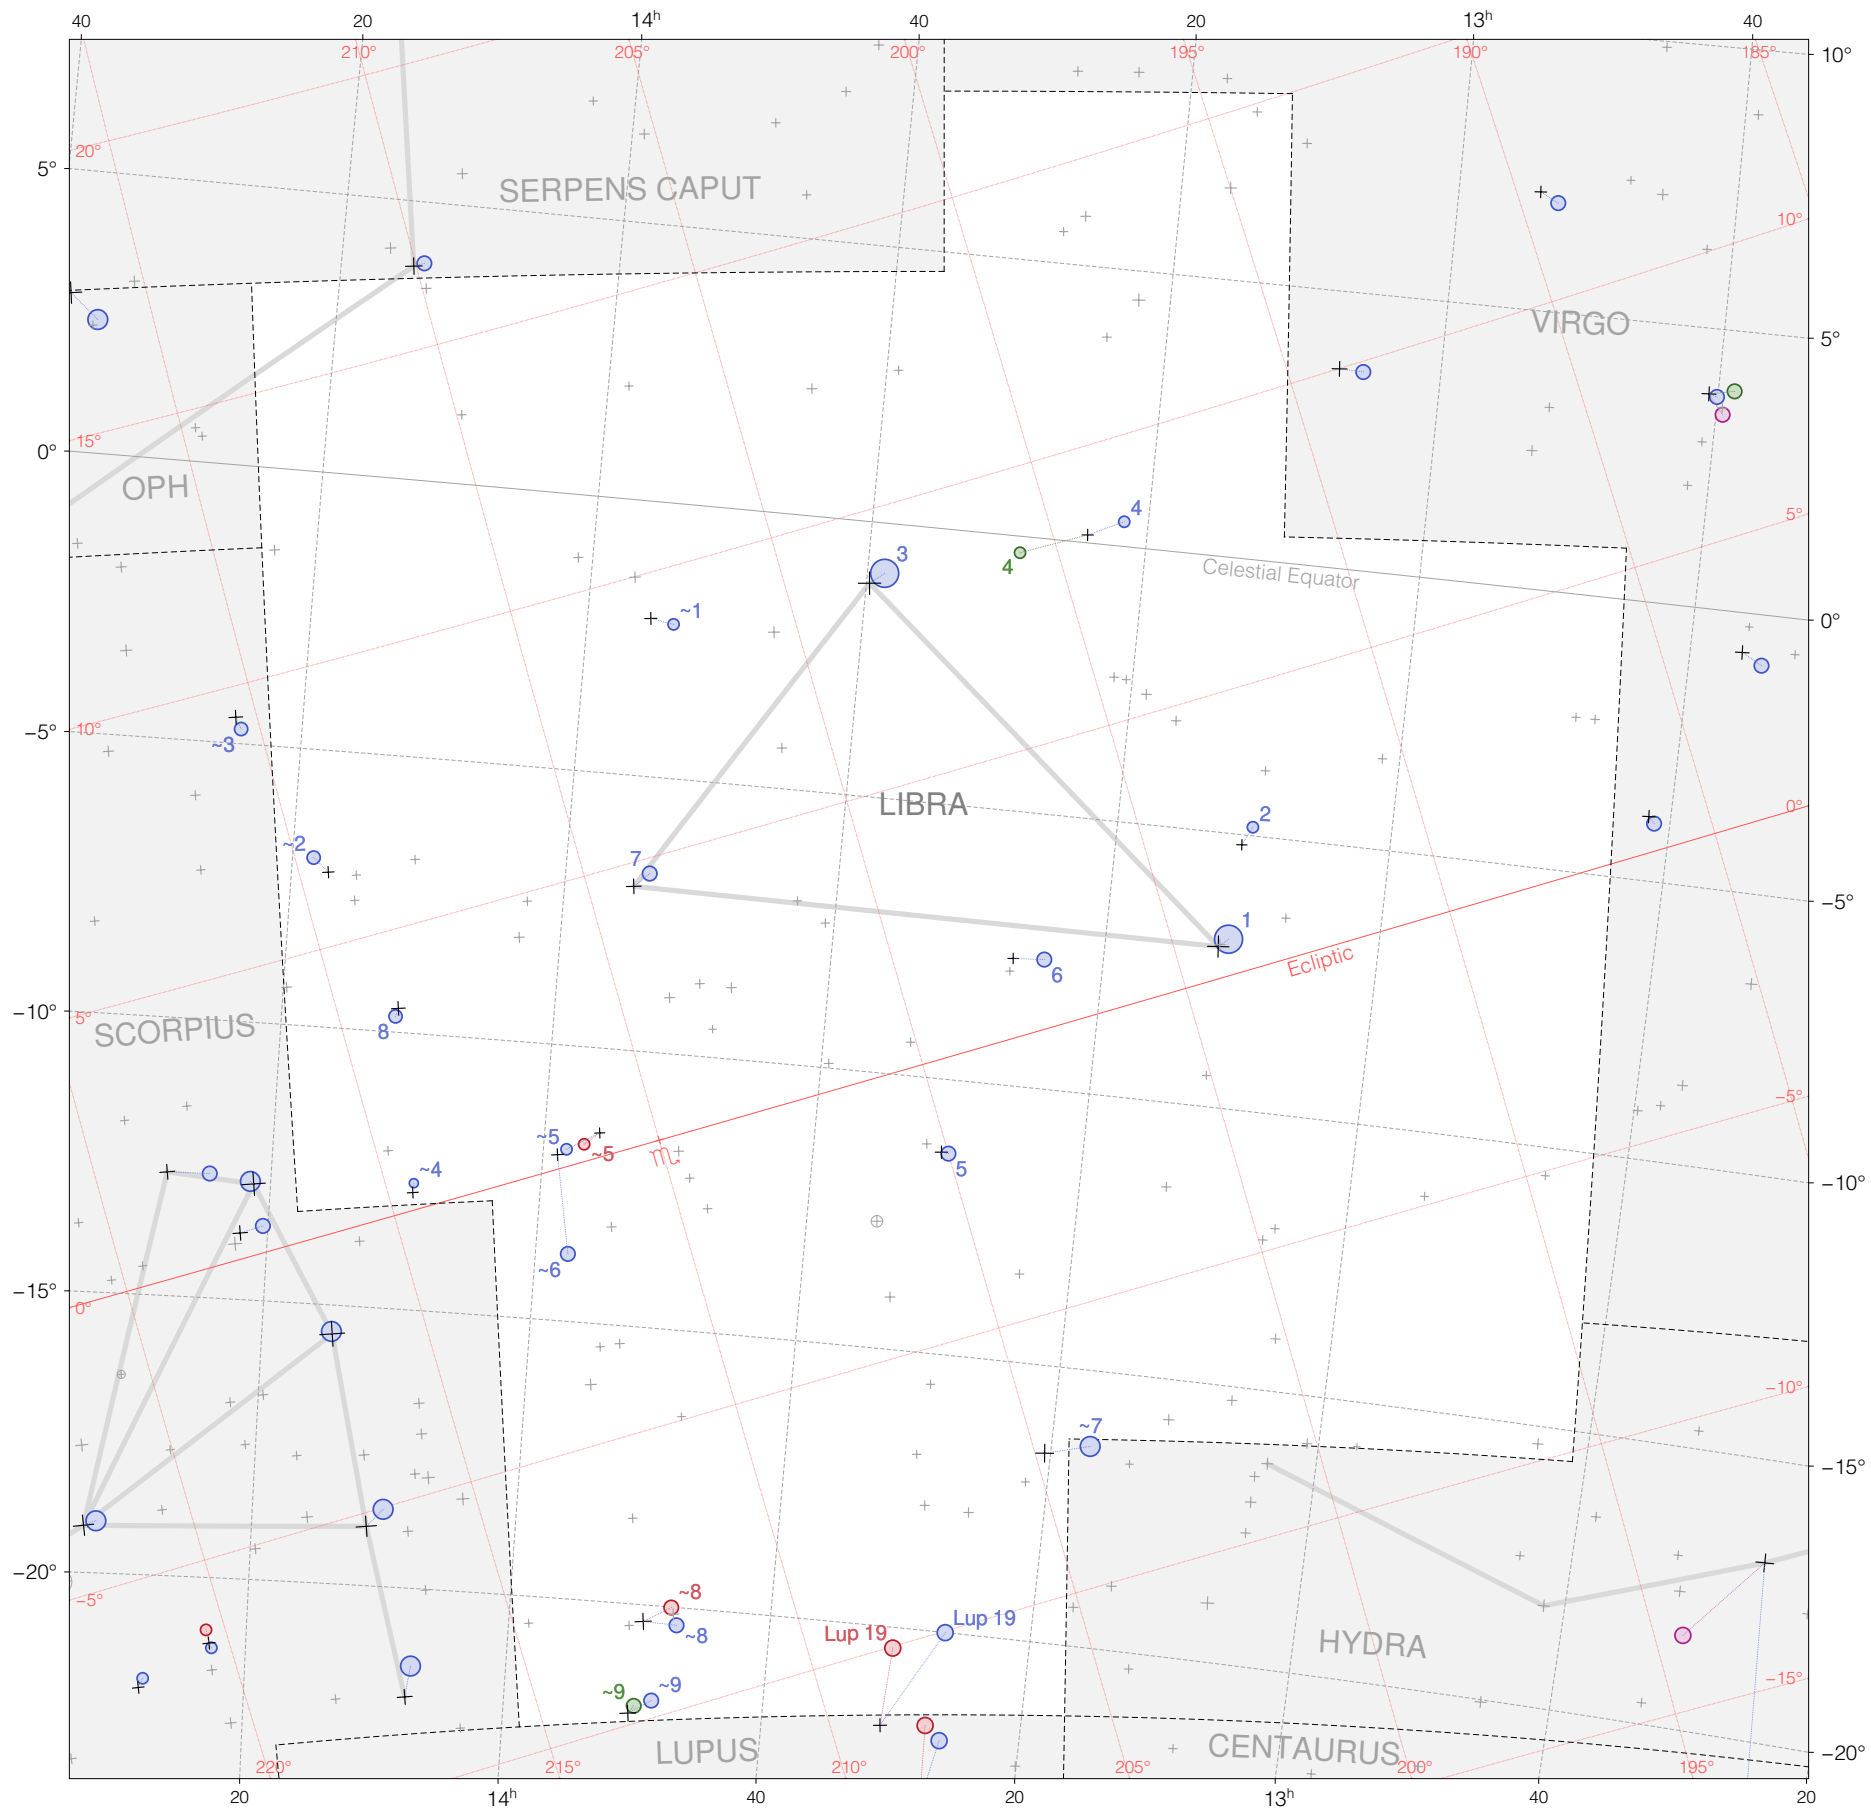 40 20 14h 40 20 13h 40
210° 205° 200° 195° 190° 185° 10°
20°
5° SERPENS CAPUT
10°
VIRGO
5°
15°
0°
OPH
4
5°
3
4
Celestial Equator
~1
0°
10°
−5°
~3
LIBRA
0°
2
~2
7
−5°
1
6
Ecliptic
−10° 5°
SCORPIUS
8
−5°
~5
~5
♏
~4
5
−10°
~6
−15°
0°
−10°
~7
−15°
−20°
−5°
~8
Lup 19
Lup 19
~8
HYDRA
−15°
~9
~9
LUPUS
CENTAURUS
−20°
220° 215° 210° 205° 200° 195°
20 14h 40 20 13h 40 20